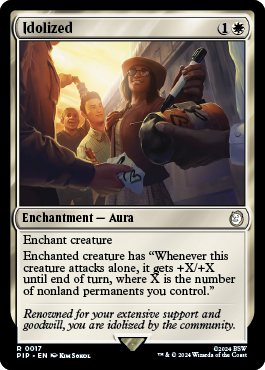 Idolized 1
Enchantment — Aura
Enchant creature
Enchanted creature has “Whenever this
creature attacks alone, it gets +X/+X
until end of turn, where X is the number
of nonland permanents you control.”
Renowned for your extensive support and
goodwill, you are idolized by the community.
R 0017
PIP • EN Kim Sokol
©2024 BSW
™ & © 2024 Wizards of the Coast